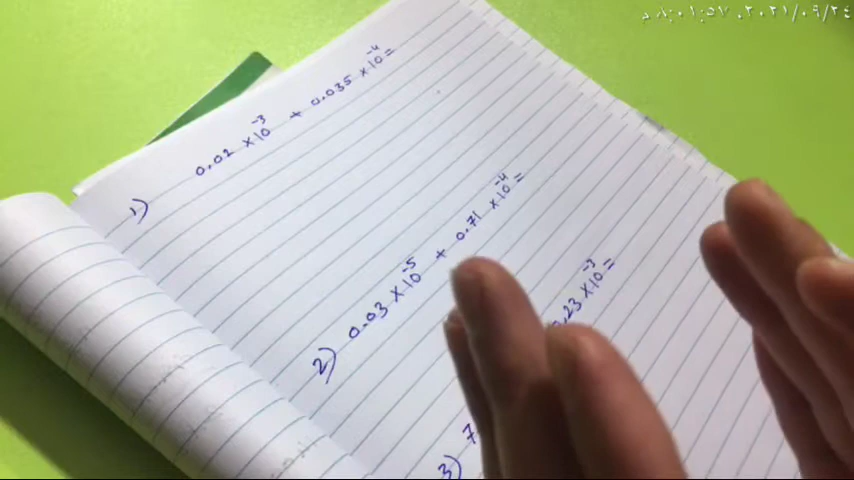 ٢٠٢١/٠٩/٢٤ ٠٨:٠١:٥٧ م
1) 0.02 ×10⁻³ + 0.035 ×10⁻⁴ =
2) 0.03 ×10⁻⁵ + 0.71 ×10⁻⁴ =
3) 7 .23 ×10⁻³ =